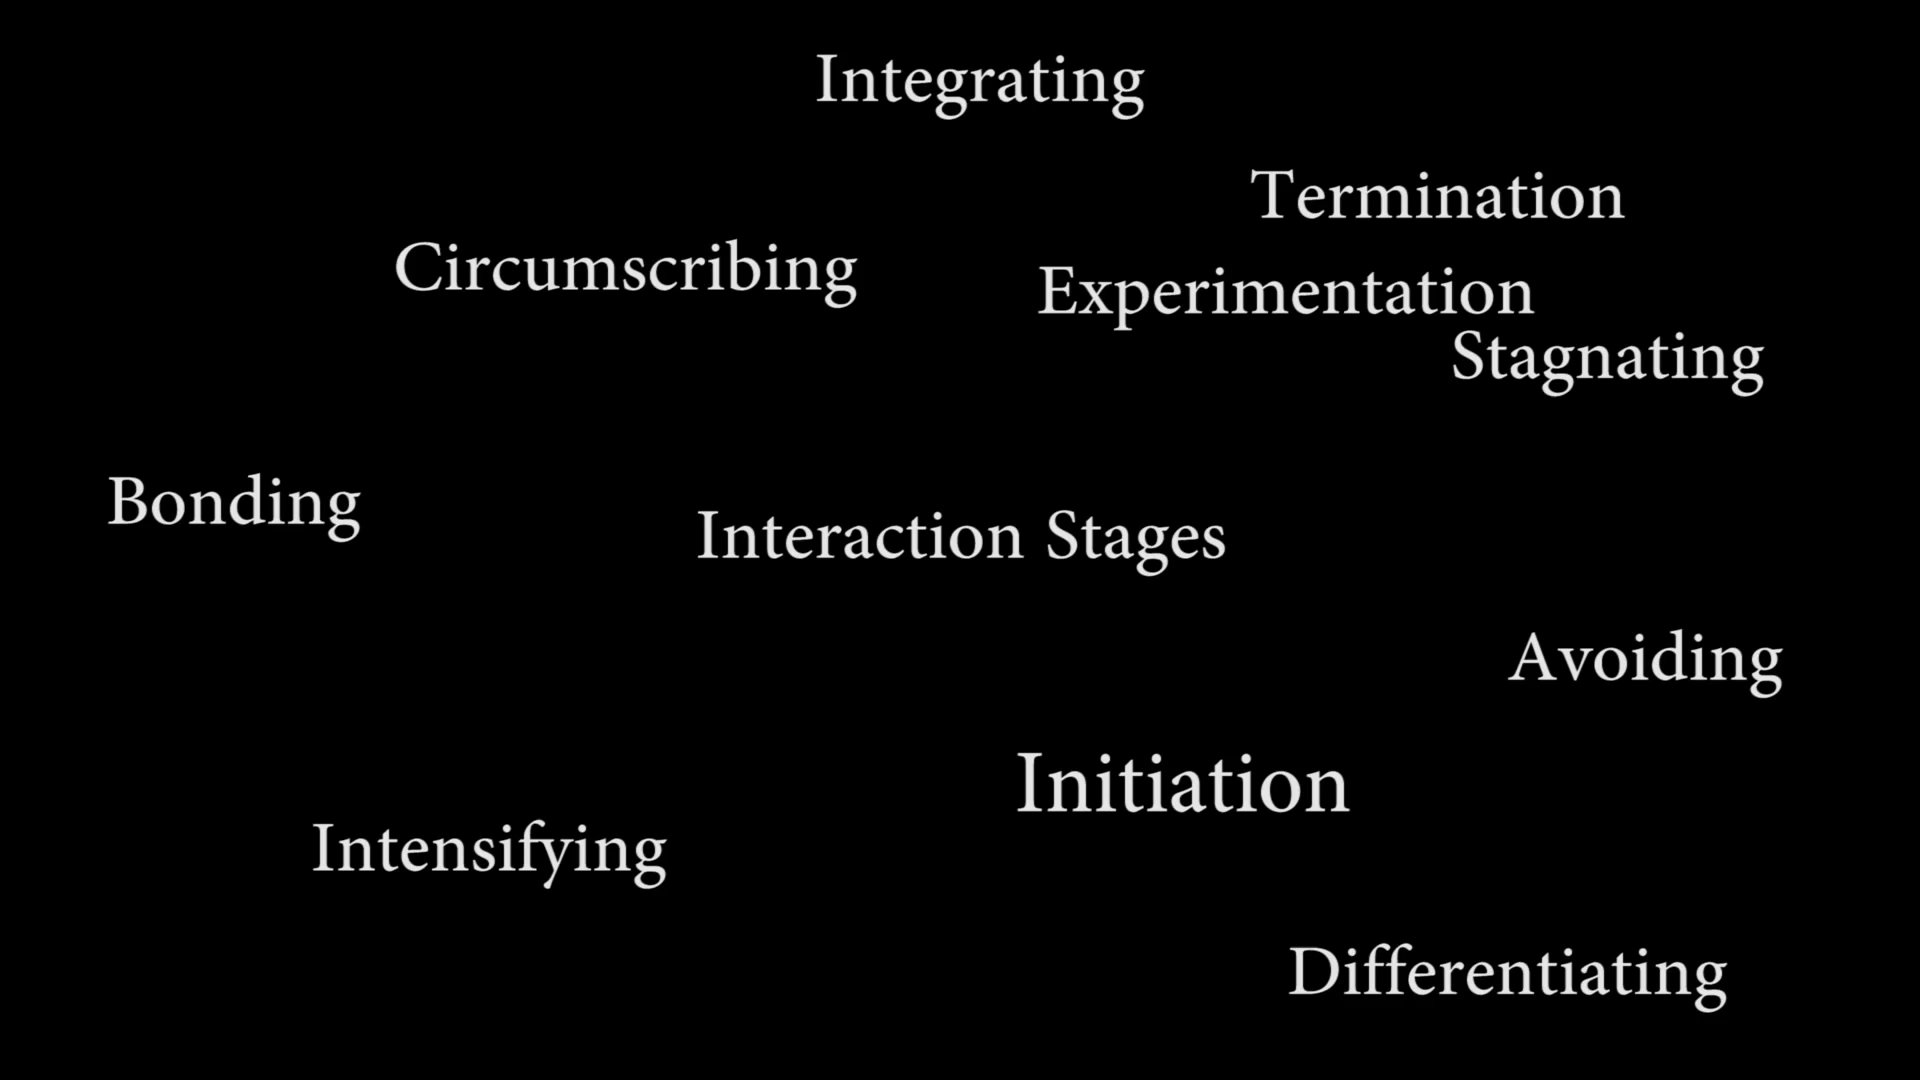 Integrating
Termination
Circumscribing
Experimentation
Stagnating
Bonding
Interaction Stages
Avoiding
Initiation
Intensifying
Differentiating